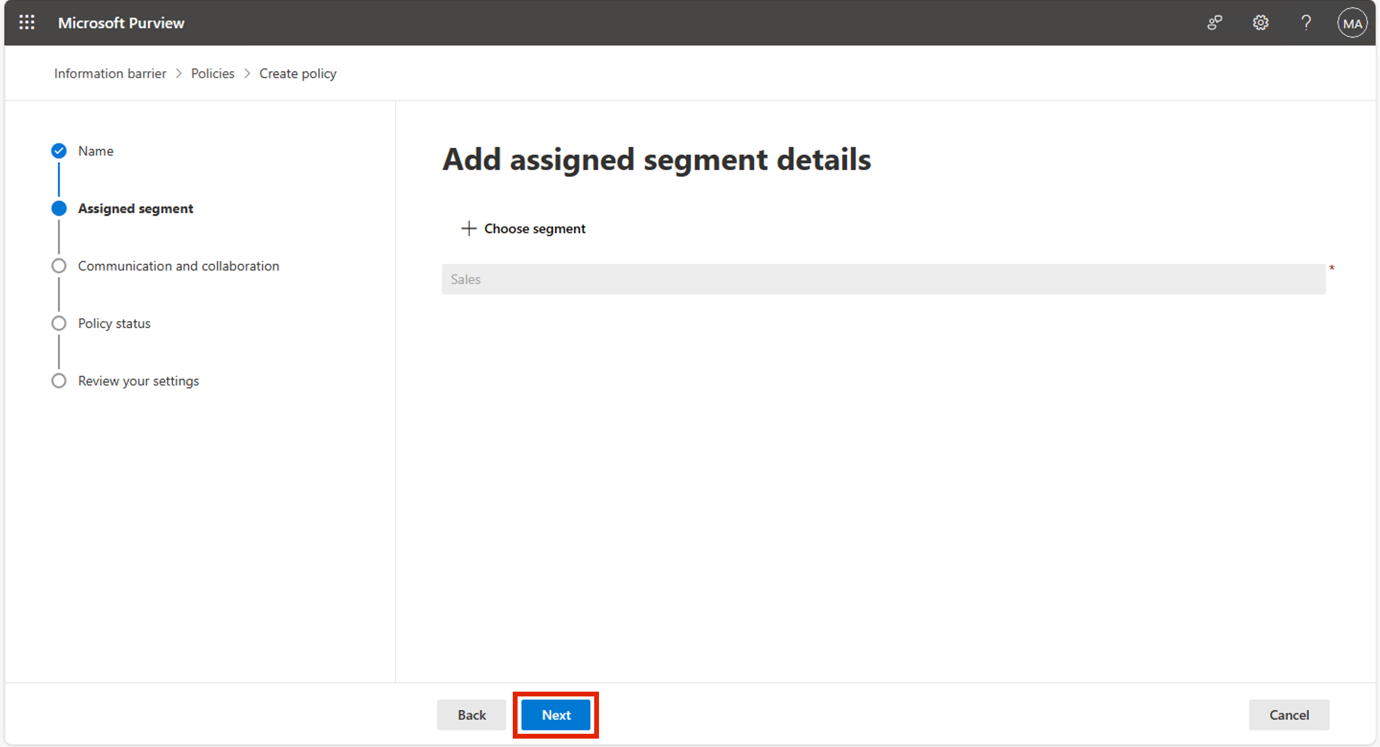 Microsoft Purview
?
MA
Information barrier > Policies > Create policy
Name
Assigned segment
Communication and collaboration
Policy status
Review your settings
Add assigned segment details
+ Choose segment
Sales
*
Back
Next
Cancel